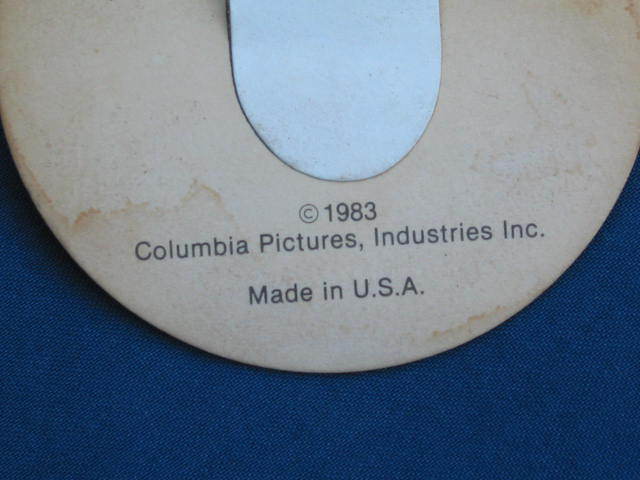 © 1983
Columbia Pictures, Industries Inc.
Made in U.S.A.